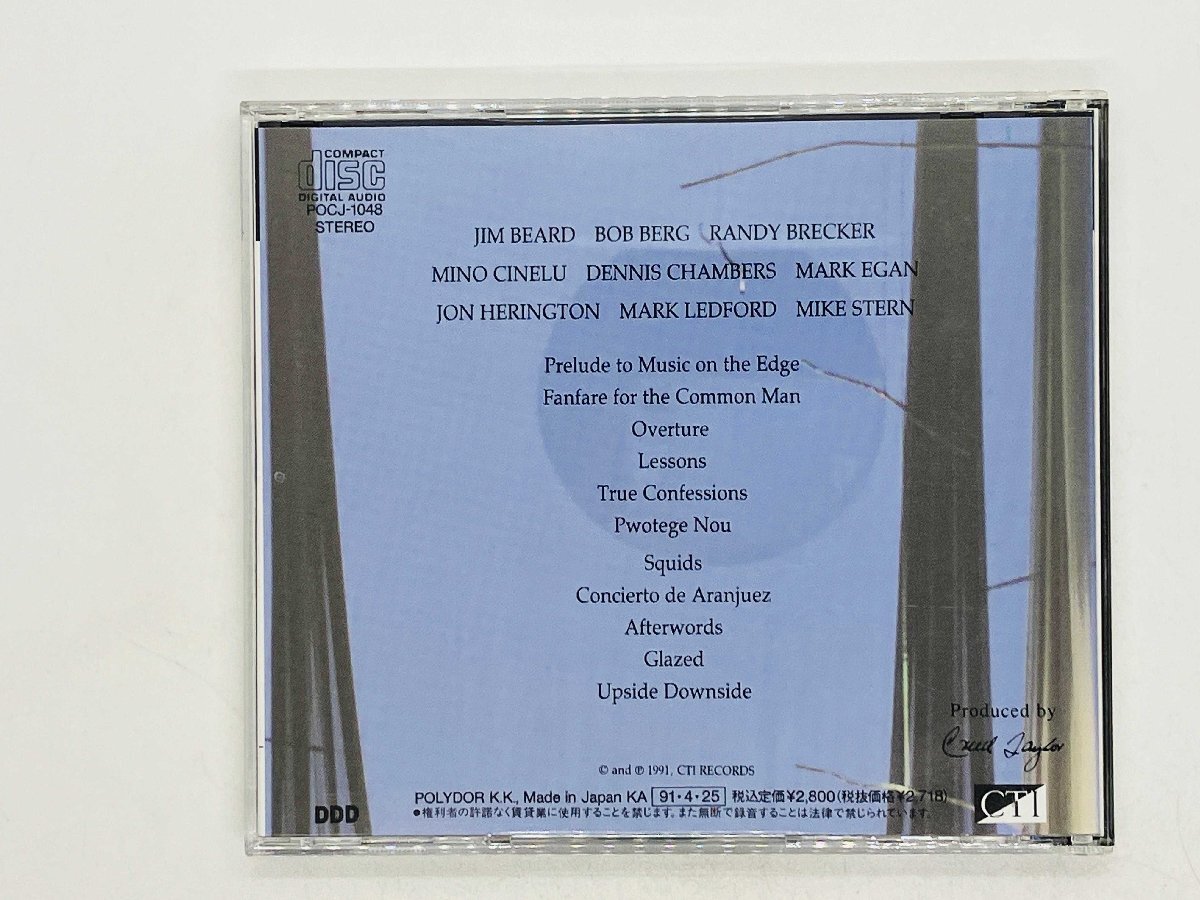 COMPACT
disc
DIGITAL AUDIO
POCJ-1048
STEREO
JIM BEARD BOB BERG RANDY BRECKER
MINO CINELU DENNIS CHAMBERS MARK EGAN
JON HERINGTON MARK LEDFORD MIKE STERN
Prelude to Music on the Edge
Fanfare for the Common Man
Overture
Lessons
True Confessions
Pwotege Nou
Squids
Concierto de Aranjuez
Afterwords
Glazed
Upside Downside
Produced by
Creed Taylor
© and ℗ 1991, CTI RECORDS
POLYDOR K.K., Made in Japan KA 91・4・25 税込定価¥2,800(税抜価格¥2,718)
●権利者の許諾なく賃貸業に使用することを禁じます。また無断で録音することは法律で禁じられています。
DDD
CTI